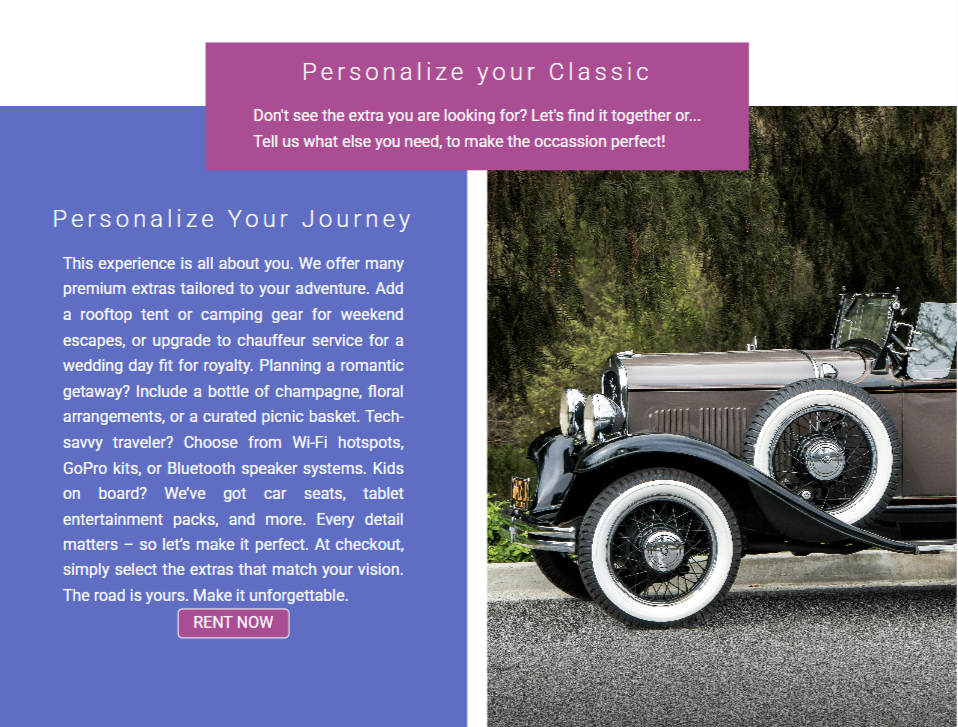 Personalize your Classic
Don't see the extra you are looking for? Let's find it together or...
Tell us what else you need, to make the occassion perfect!
Personalize Your Journey
This experience is all about you. We offer many
premium extras tailored to your adventure. Add
a rooftop tent or camping gear for weekend
escapes, or upgrade to chauffeur service for a
wedding day fit for royalty. Planning a romantic
getaway? Include a bottle of champagne, floral
arrangements, or a curated picnic basket. Tech-
savvy traveler? Choose from Wi-Fi hotspots,
GoPro kits, or Bluetooth speaker systems. Kids
on board? We've got car seats, tablet
entertainment packs, and more. Every detail
matters – so let's make it perfect. At checkout,
simply select the extras that match your vision.
The road is yours. Make it unforgettable.
RENT NOW